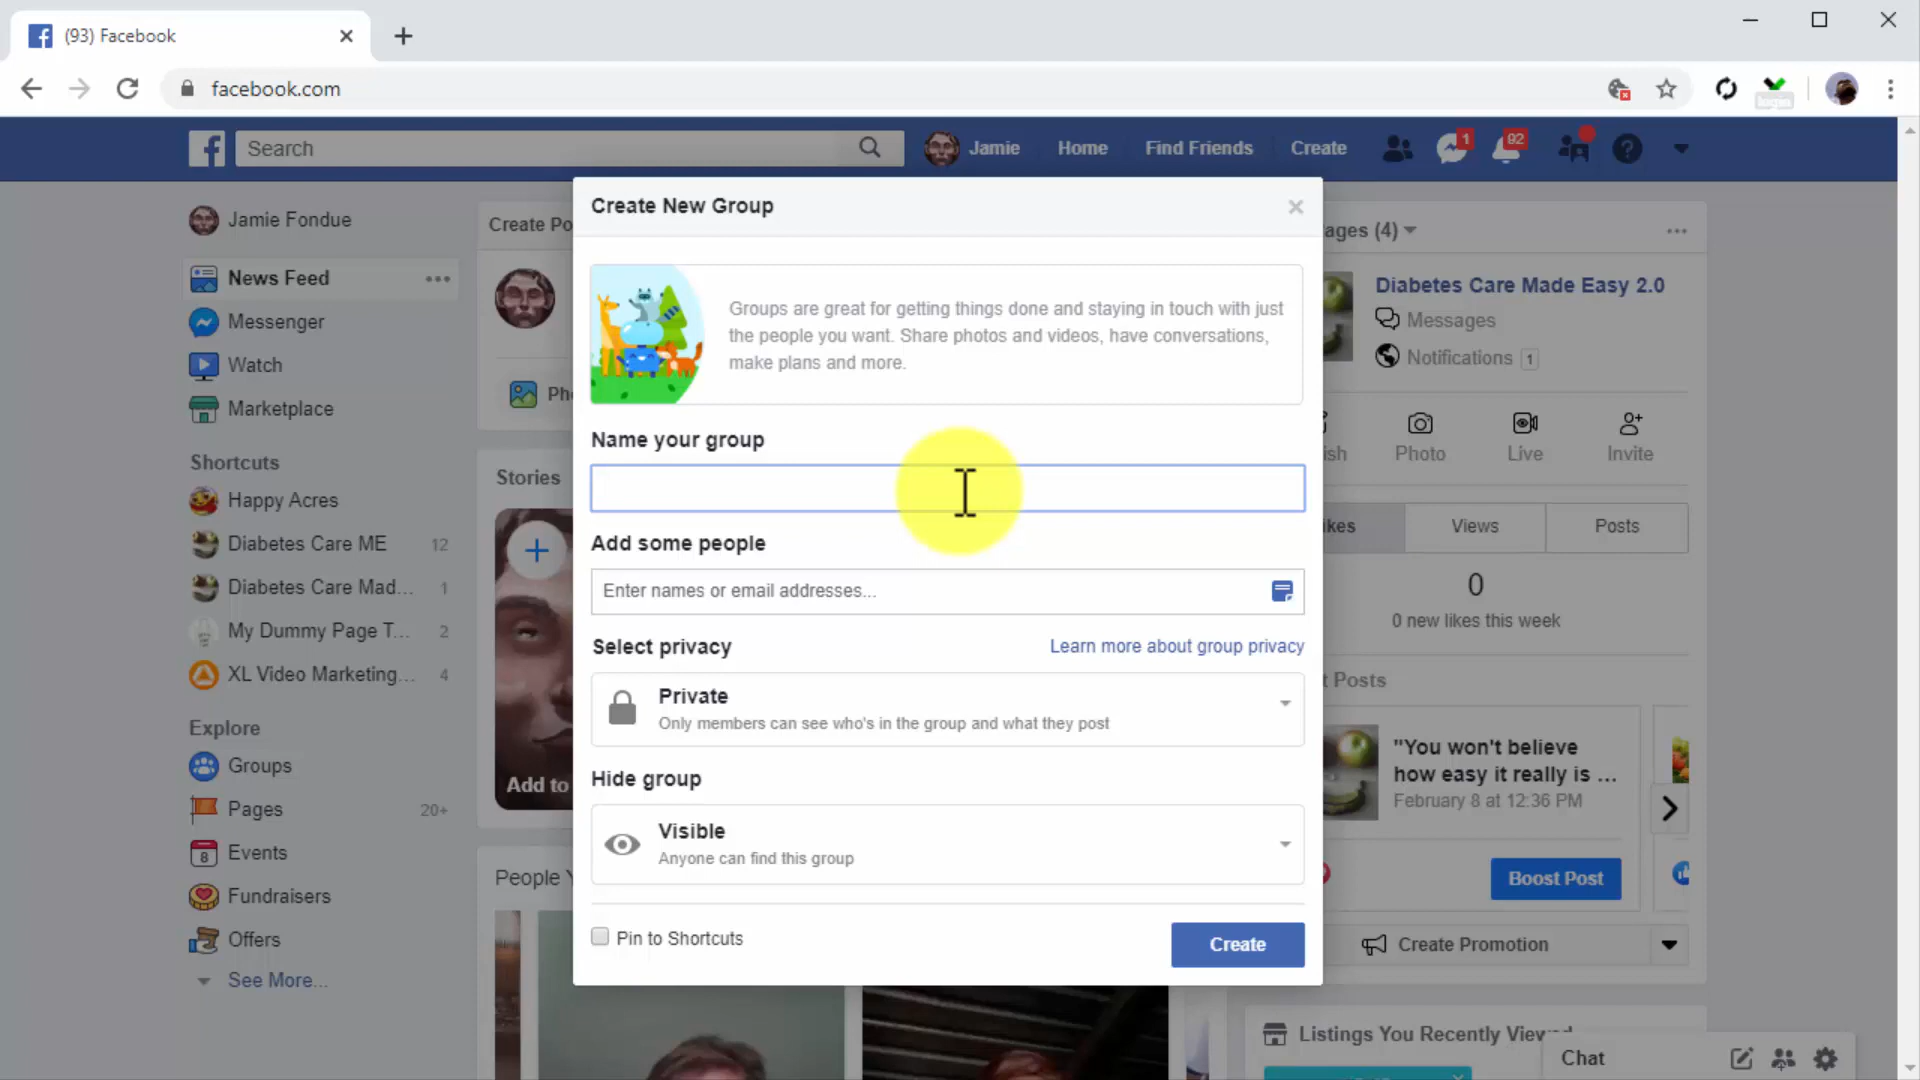 (93) Facebook
facebook.com
login
Search
Jamie
Home
Find Friends
Create
1
92
Jamie Fondue
News Feed
Messenger
Watch
Marketplace
Shortcuts
Happy Acres
Diabetes Care ME 12
Diabetes Care Mad... 1
My Dummy Page T... 2
XL Video Marketing... 4
Explore
Groups
Pages 20+
8
Events
Fundraisers
Offers
See More...
Create Po
Pho
Stories
Add to
People Y
Create New Group
Groups are great for getting things done and staying in touch with just
the people you want. Share photos and videos, have conversations,
make plans and more.
Name your group
Add some people
Enter names or email addresses...
Select privacy
Learn more about group privacy
Private
Only members can see who's in the group and what they post
Hide group
Visible
Anyone can find this group
Pin to Shortcuts
Create
ages (4)
Diabetes Care Made Easy 2.0
Messages
Notifications 1
ish
Photo
Live
Invite
ikes
Views
Posts
0
0 new likes this week
t Posts
"You won't believe
how easy it really is ...
February 8 at 12:36 PM
Boost Post
Create Promotion
Listings You Recently Viewed
Chat